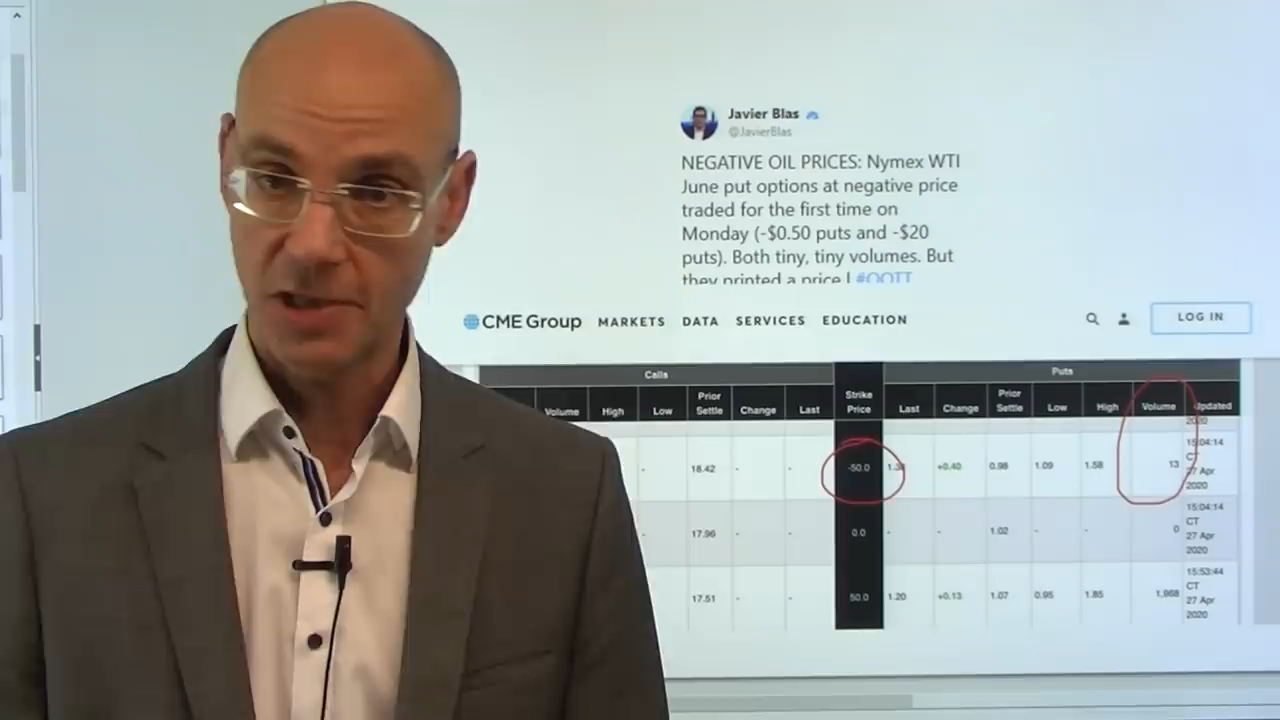 Javier Blas
@JavierBlas
NEGATIVE OIL PRICES: Nymex WTI
June put options at negative price
traded for the first time on
Monday (-$0.50 puts and -$20
puts). Both tiny, tiny volumes. But
they printed a price | #OOTT
CME Group MARKETS DATA SERVICES EDUCATION LOG IN
Calls Puts
Volume High Low Prior Settle Change Last Strike Price Last Change Prior Settle Low High Volume Updated
2020
- 18.42 - - -50.0 +0.40 0.98 1.09 1.58 13 15:04:14 CT 27 Apr 2020
- 17.96 - - 0.0 - - 1.02 - - 0 15:04:14 CT 27 Apr 2020
- 17.51 - - 50.0 1.20 +0.13 1.07 0.95 1.85 1,968 15:53:44 CT 27 Apr 2020